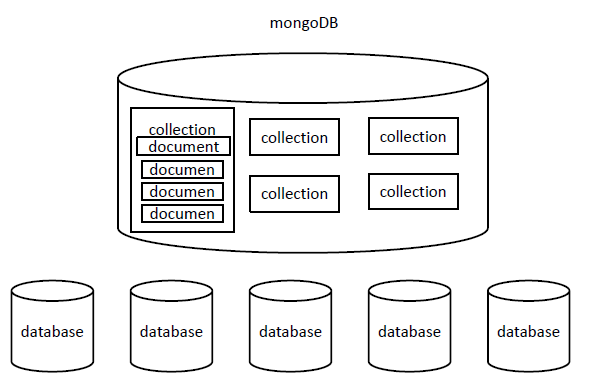 mongoDB
collection
document
documen
documen
documen
collection
collection
collection
collection
database
database
database
database
database